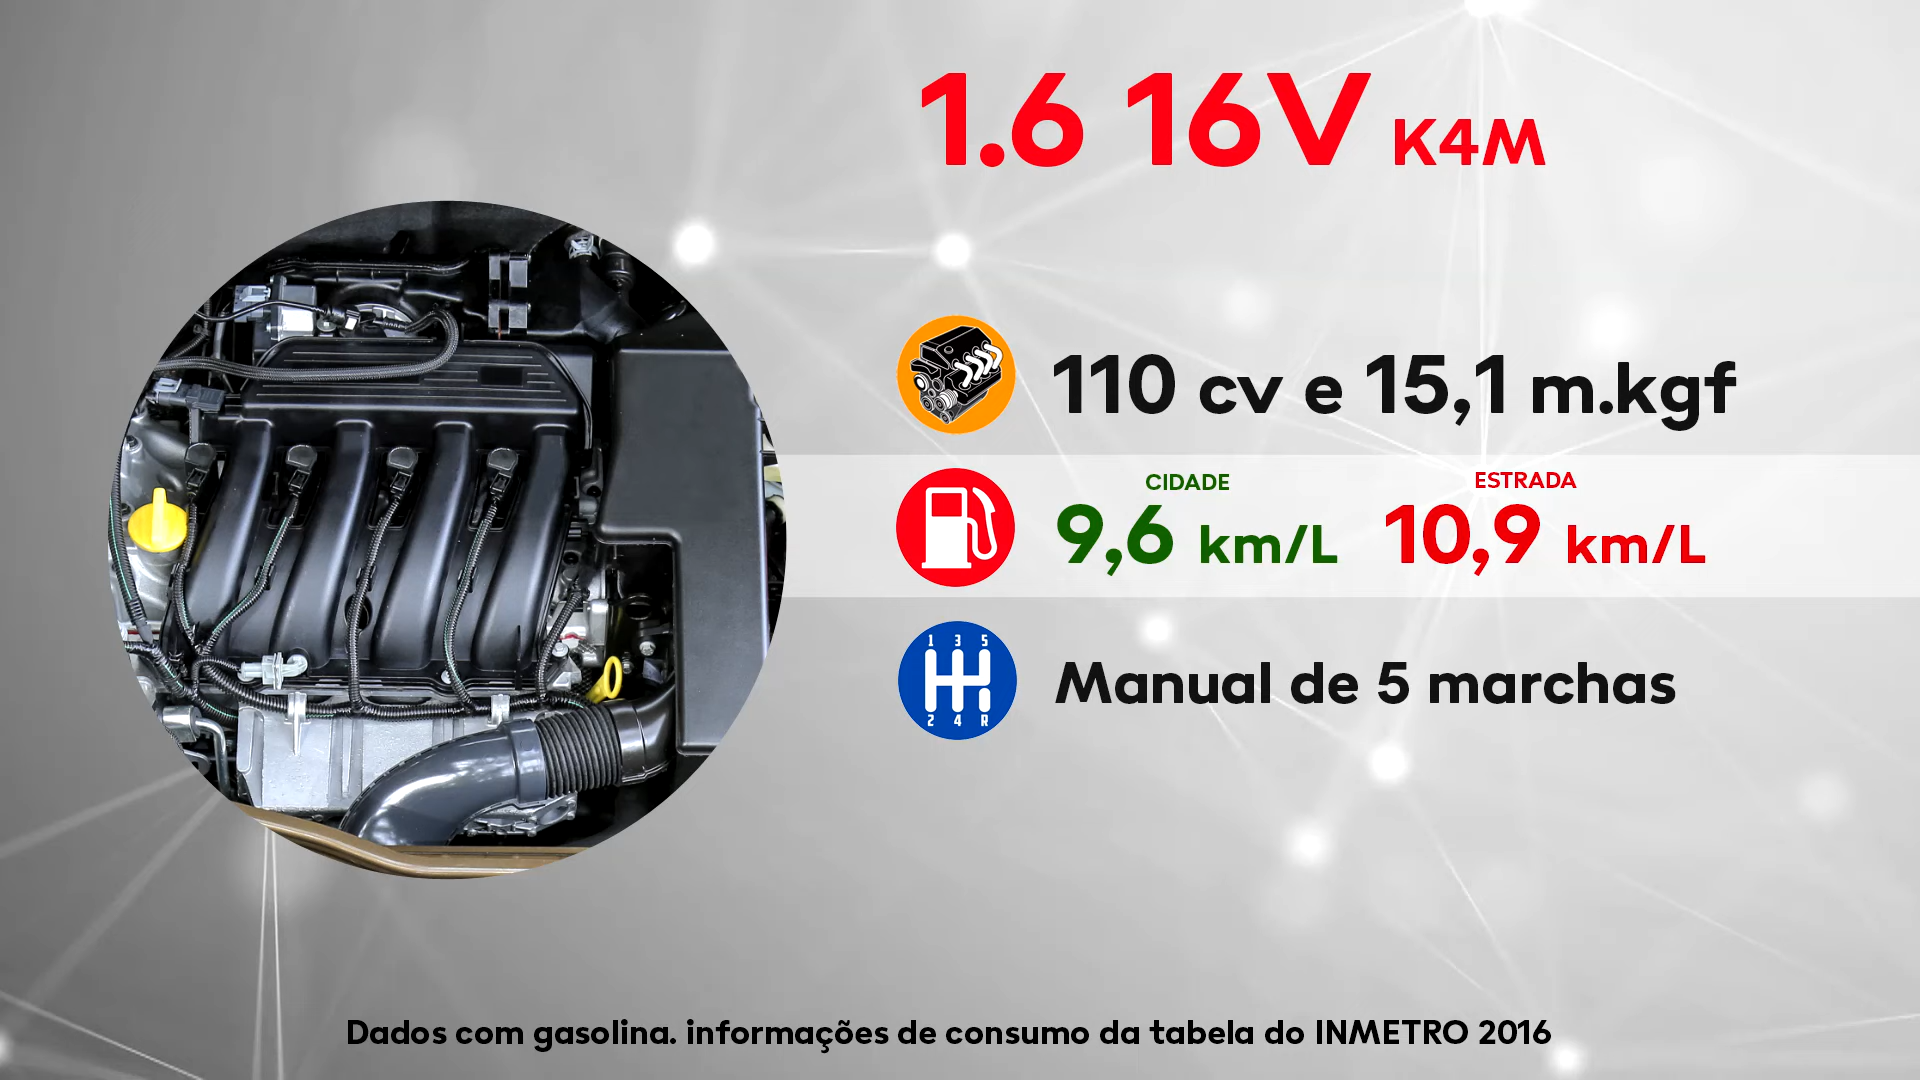 1.6 16V K4M
110 cv e 15,1 m.kgf
CIDADE ESTRADA
9,6 km/L 10,9 km/L
1 3 5
2 4 R
Manual de 5 marchas
Dados com gasolina. informações de consumo da tabela do INMETRO 2016